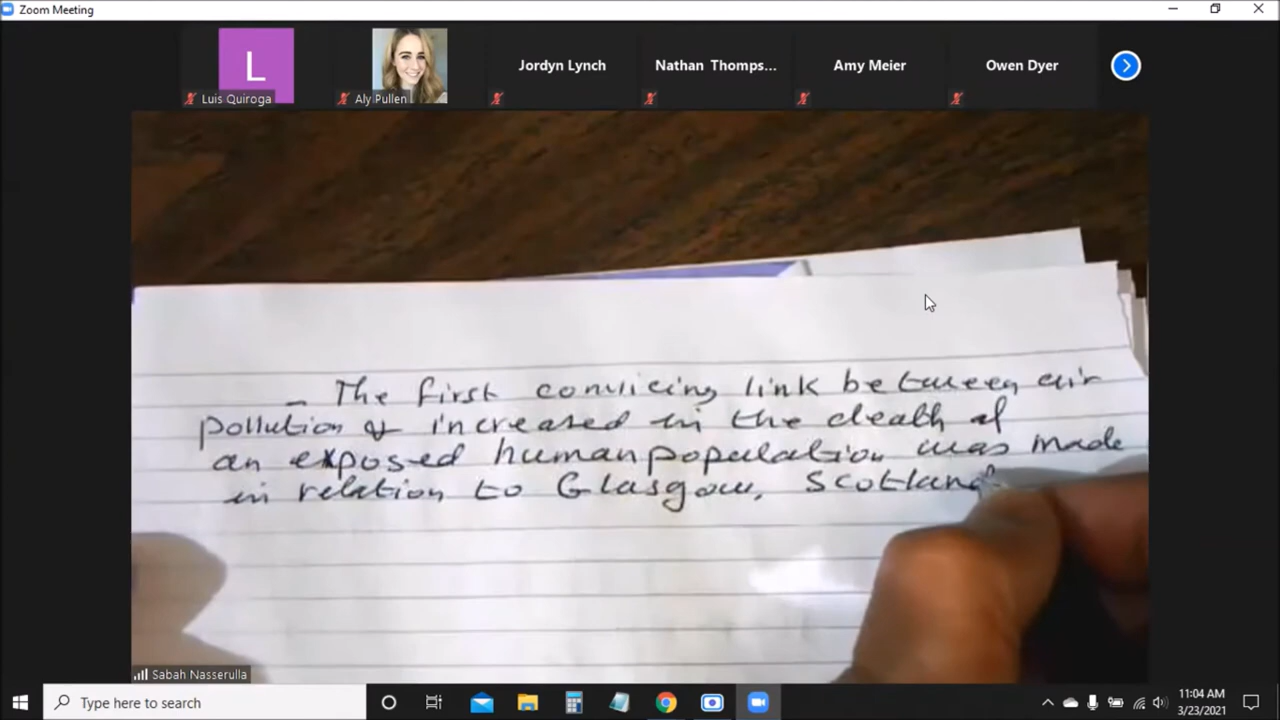 Zoom Meeting
L
Luis Quiroga
Aly Pullen
Jordyn Lynch
Nathan Thomps...
Amy Meier
Owen Dyer
- The first convicing link between air
pollution & increased in the death of
an exposed human population was made
in relation to Glasgow, Scotland
Sabah Nasserulla
Type here to search
11:04 AM
3/23/2021